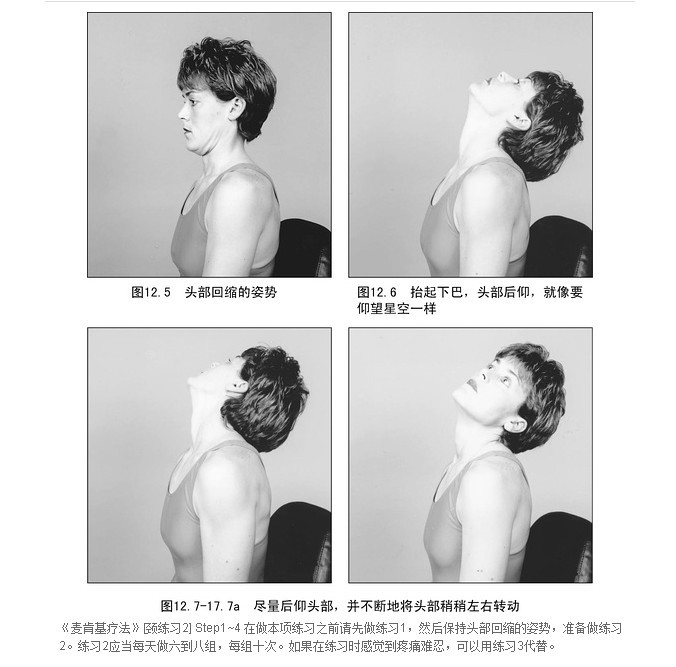 图12.5 头部回缩的姿势
图12.6 抬起下巴，头部后仰，就像要
仰望星空一样
图12.7-17.7a 尽量后仰头部，并不断地将头部稍稍左右转动
《麦肯基疗法》[颈练习2] Step1~4 在做本项练习之前请先做练习1，然后保持头部回缩的姿势，准备做练习
2。练习2应当每天做六到八组，每组十次。如果在练习时感觉到疼痛难忍，可以用练习3代替。